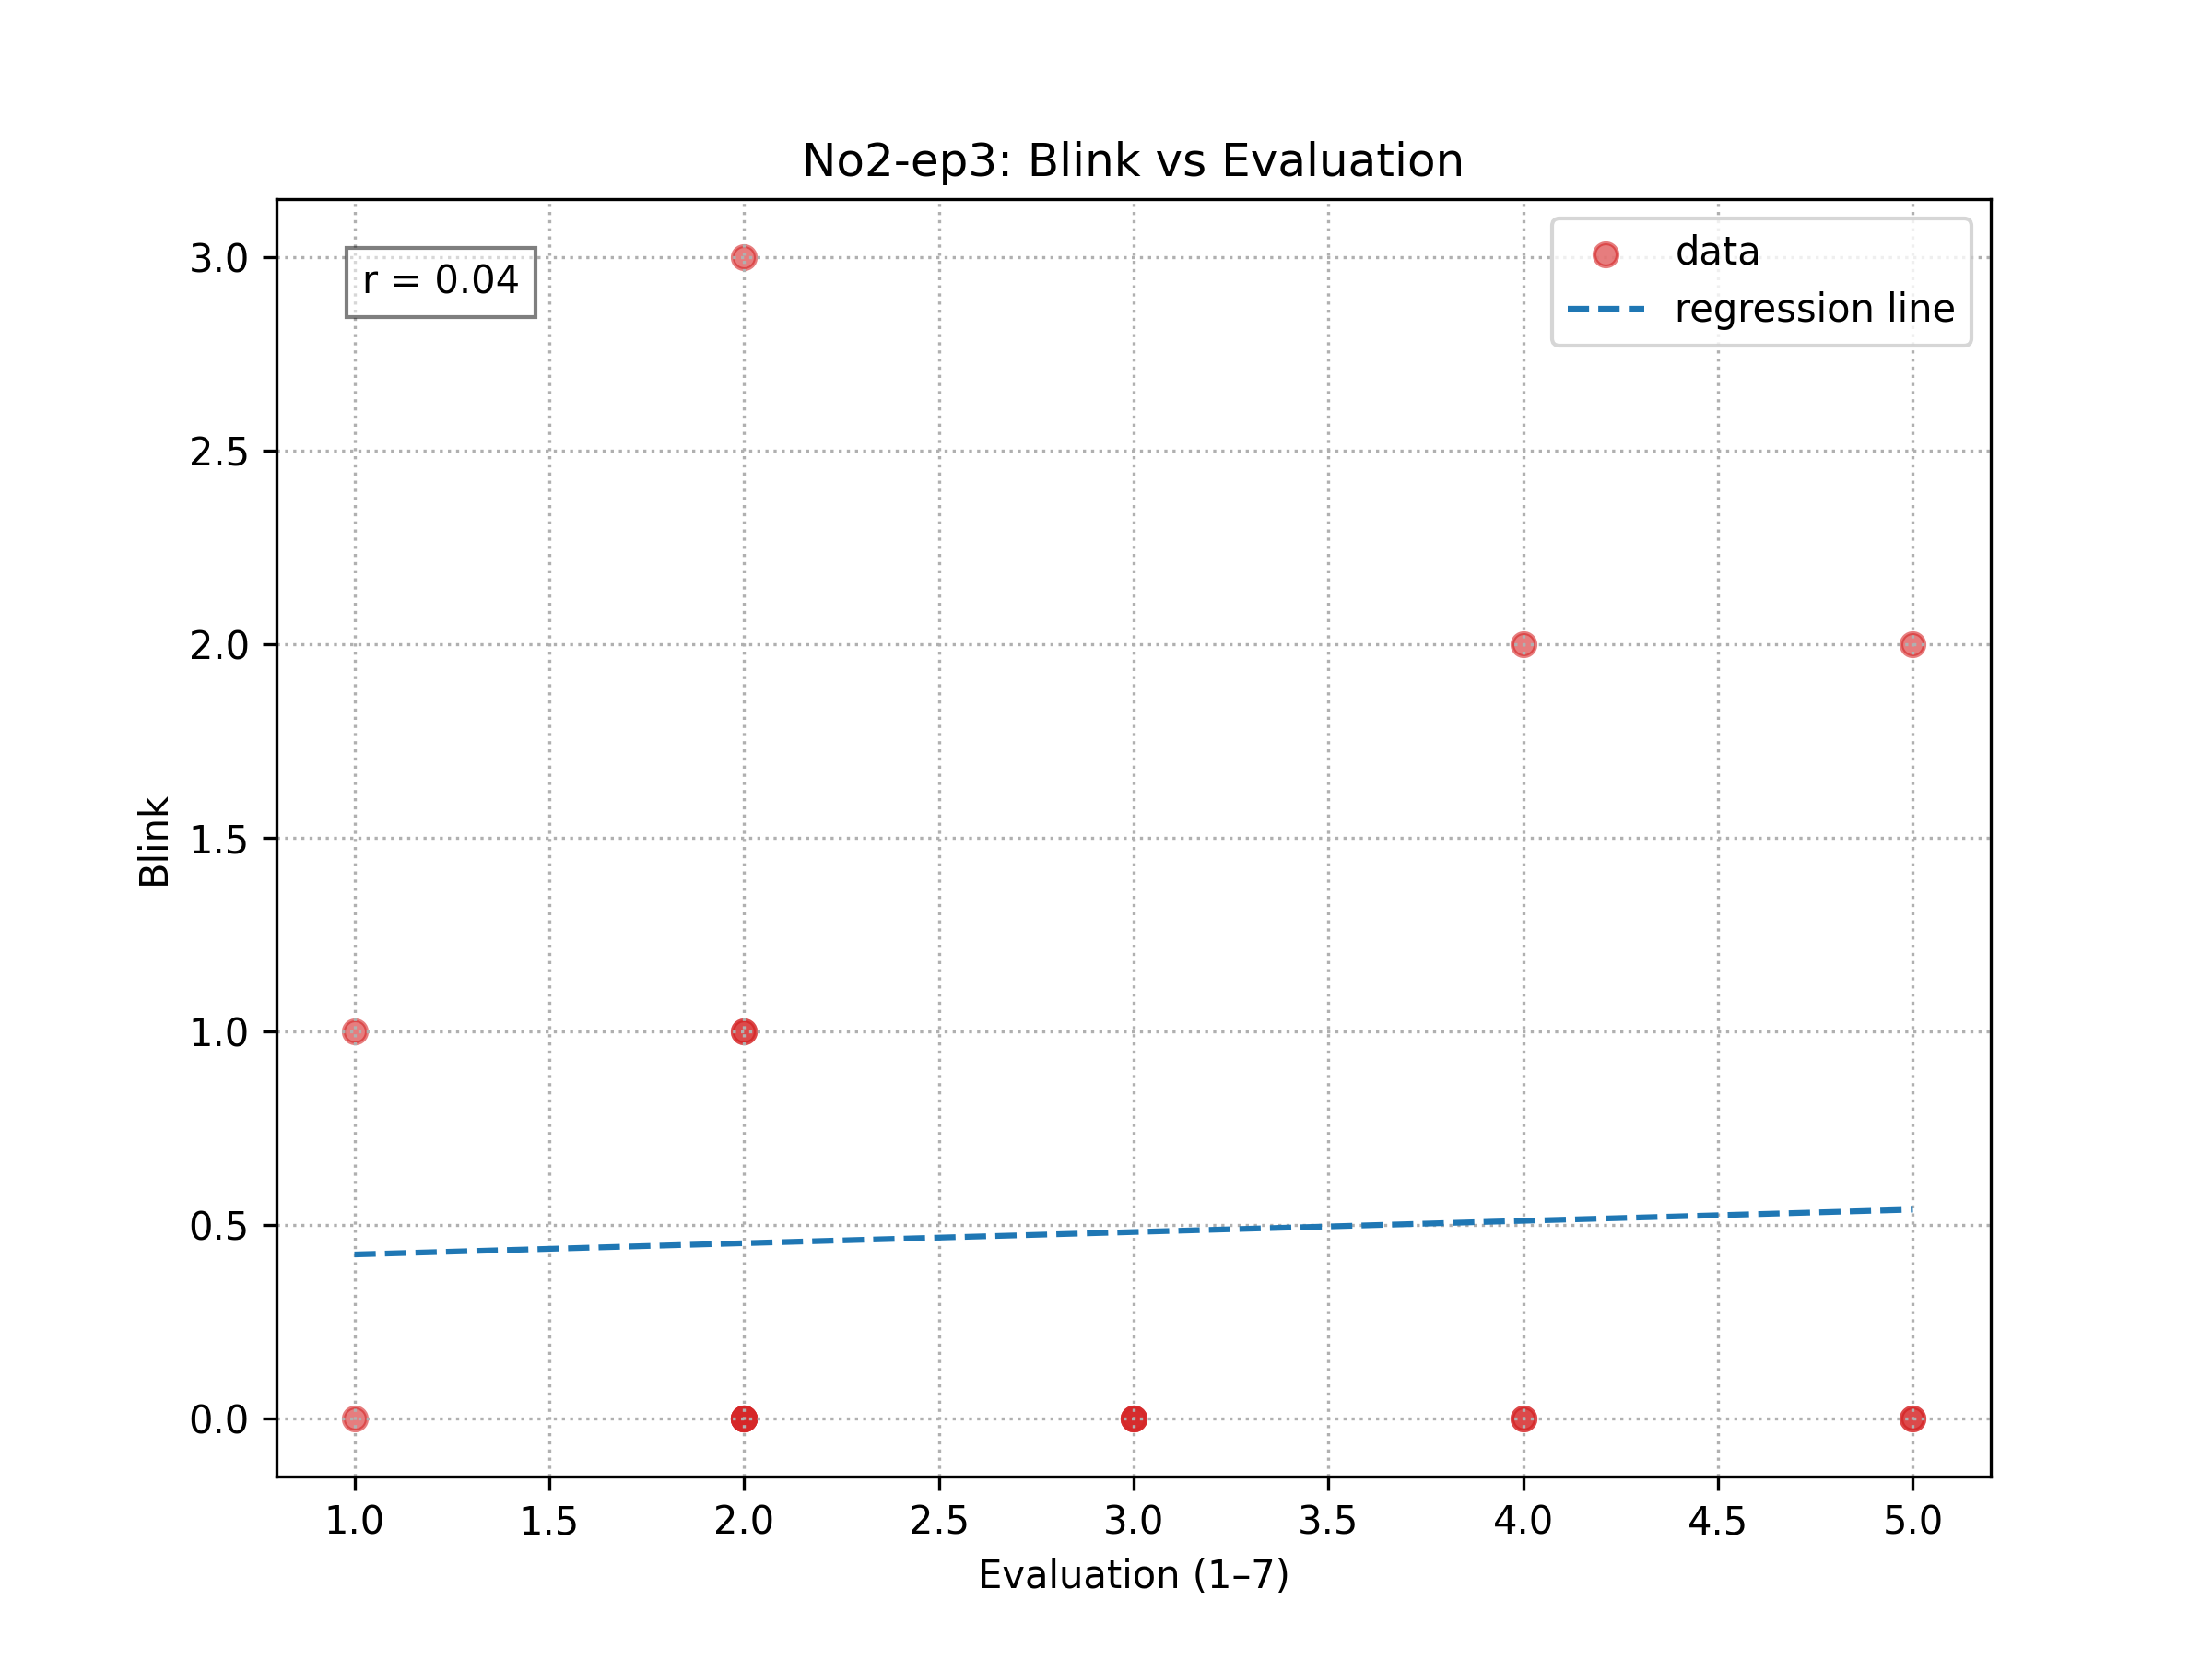 No2-ep3: Blink vs Evaluation
r = 0.04
data
regression line
Blink
3.0
2.5
2.0
1.5
1.0
0.5
0.0
1.0 1.5 2.0 2.5 3.0 3.5 4.0 4.5 5.0
Evaluation (1–7)